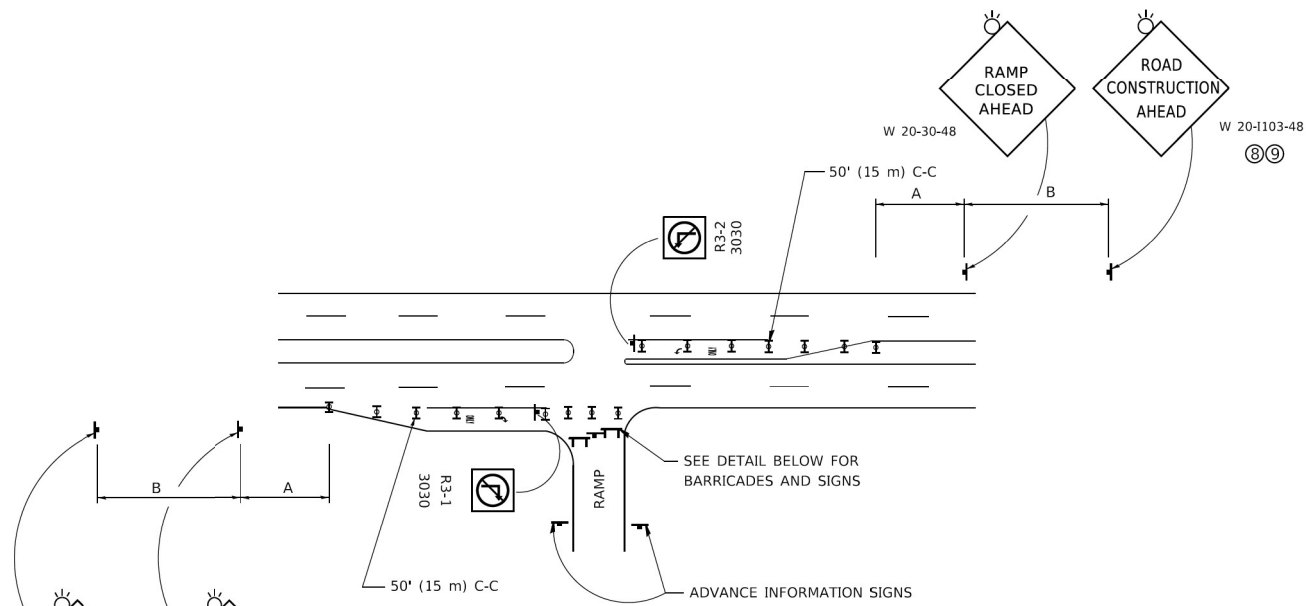 RAMP
CLOSED
AHEAD
ROAD
CONSTRUCTION
AHEAD
W 20-30-48
W 20-I103-48
⑧⑨
50' (15 m) C-C
A
B
R3-2
3030
B
A
R3-1
3030
RAMP
SEE DETAIL BELOW FOR
BARRICADES AND SIGNS
50' (15 m) C-C
ADVANCE INFORMATION SIGNS